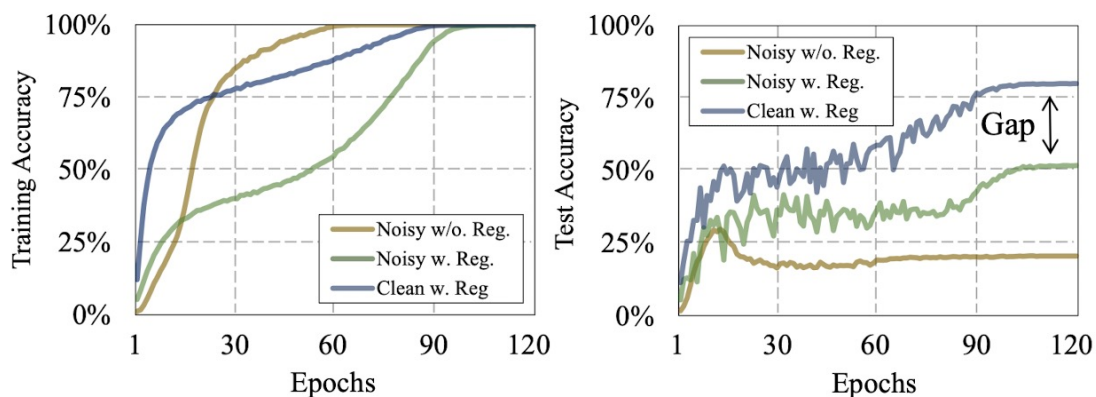 100%
75%
50%
25%
0%
Training Accuracy
1 30 60 90 120
Epochs
Noisy w/o. Reg.
Noisy w. Reg.
Clean w. Reg
100%
75%
50%
25%
0%
Test Accuracy
1 30 60 90 120
Epochs
Noisy w/o. Reg.
Noisy w. Reg.
Clean w. Reg
Gap